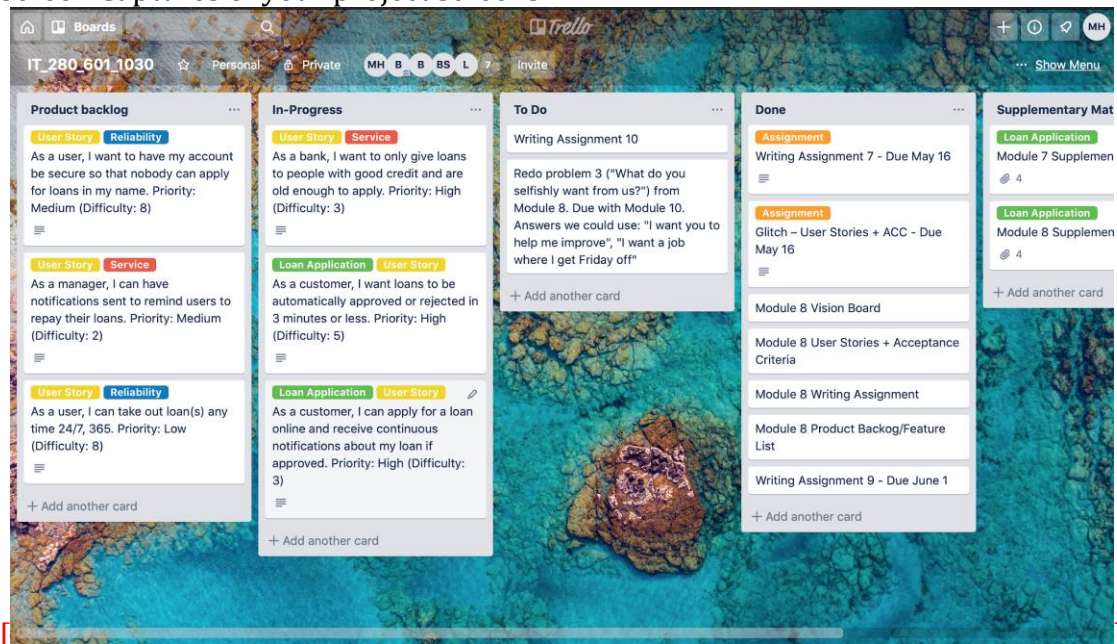 Boards
Trello
MH
IT_280_601_1030
Personal
Private
MH
B
B
BS
L
7
Invite
... Show Menu
Product backlog
User Story Reliability
As a user, I want to have my account
be secure so that nobody can apply
for loans in my name. Priority:
Medium (Difficulty: 8)
User Story Service
As a manager, I can have
notifications sent to remind users to
repay their loans. Priority: Medium
(Difficulty: 2)
User Story Reliability
As a user, I can take out loan(s) any
time 24/7, 365. Priority: Low
(Difficulty: 8)
+ Add another card
In-Progress
User Story Service
As a bank, I want to only give loans
to people with good credit and are
old enough to apply. Priority: High
(Difficulty: 3)
Loan Application User Story
As a customer, I want loans to be
automatically approved or rejected in
3 minutes or less. Priority: High
(Difficulty: 5)
Loan Application User Story
As a customer, I can apply for a loan
online and receive continuous
notifications about my loan if
approved. Priority: High (Difficulty:
3)
+ Add another card
To Do
Writing Assignment 10
Redo problem 3 ("What do you
selfishly want from us?") from
Module 8. Due with Module 10.
Answers we could use: "I want you to
help me improve", "I want a job
where I get Friday off"
+ Add another card
Done
Assignment
Writing Assignment 7 - Due May 16
Assignment
Glitch – User Stories + ACC - Due
May 16
Module 8 Vision Board
Module 8 User Stories + Acceptance
Criteria
Module 8 Writing Assignment
Module 8 Product Backog/Feature
List
Writing Assignment 9 - Due June 1
+ Add another card
Supplementary Mat
Loan Application
Module 7 Supplemen
4
Loan Application
Module 8 Supplemen
4
+ Add another card
[